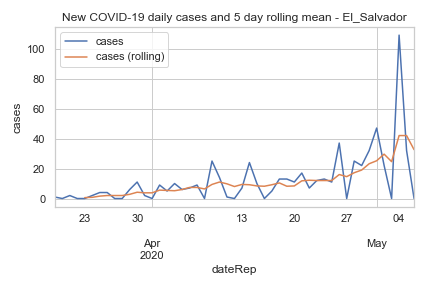 New COVID-19 daily cases and 5 day rolling mean - El_Salvador
cases
cases (rolling)
100
80
60
40
20
0
cases
23
30
06
13
20
27
04
Apr
2020
May
dateRep